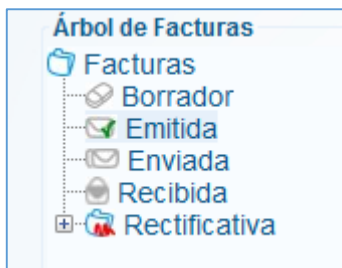 Árbol de Facturas
Facturas
Borrador
Emitida
Enviada
Recibida
Rectificativa